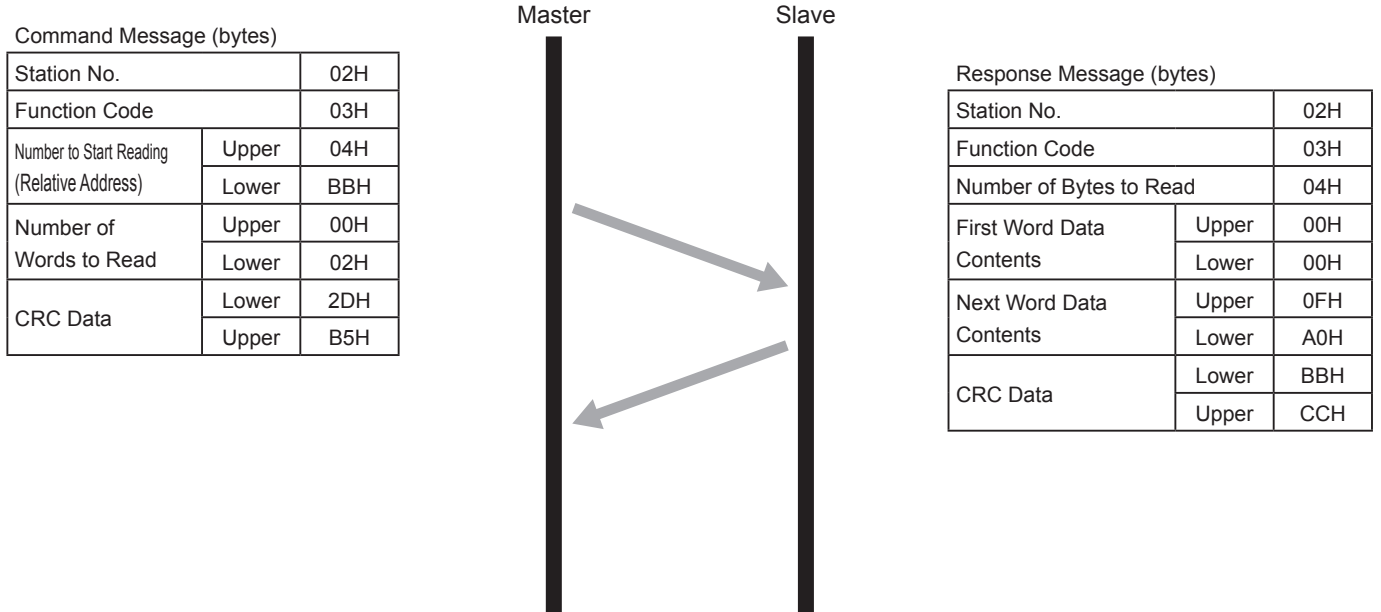 Master
Slave
Command Message (bytes)
Station No. 02H
Function Code 03H
Number to Start Reading
(Relative Address)
Upper 04H
Lower BBH
Number of
Words to Read
Upper 00H
Lower 02H
CRC Data
Lower 2DH
Upper B5H
Response Message (bytes)
Station No. 02H
Function Code 03H
Number of Bytes to Read 04H
First Word Data
Contents
Upper 00H
Lower 00H
Next Word Data
Contents
Upper 0FH
Lower A0H
CRC Data
Lower BBH
Upper CCH